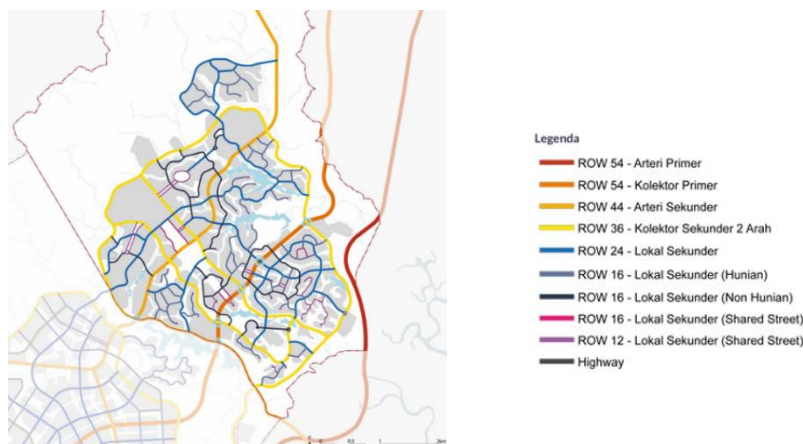 Legenda
ROW 54 - Arteri Primer
ROW 54 - Kolektor Primer
ROW 44 - Arteri Sekunder
ROW 36 - Kolektor Sekunder 2 Arah
ROW 24 - Lokal Sekunder
ROW 16 - Lokal Sekunder (Hunian)
ROW 16 - Lokal Sekunder (Non Hunian)
ROW 16 - Lokal Sekunder (Shared Street)
ROW 12 - Lokal Sekunder (Shared Street)
Highway